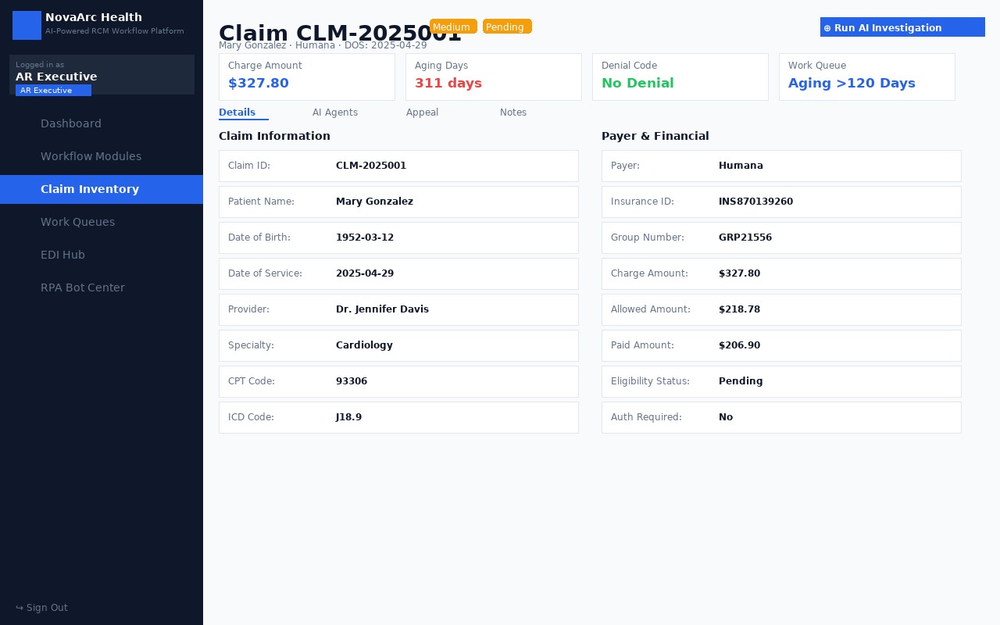 NovaArc Health
AI-Powered RCM Workflow Platform
Logged in as
AR Executive
AR Executive
Dashboard
Workflow Modules
Claim Inventory
Work Queues
EDI Hub
RPA Bot Center
↪ Sign Out
Claim CLM-2025001
Medium
Pending
⊕ Run AI Investigation
Mary Gonzalez · Humana · DOS: 2025-04-29
Charge Amount
$327.80
Aging Days
311 days
Denial Code
No Denial
Work Queue
Aging >120 Days
Details AI Agents Appeal Notes
Claim Information
Claim ID: CLM-2025001
Patient Name: Mary Gonzalez
Date of Birth: 1952-03-12
Date of Service: 2025-04-29
Provider: Dr. Jennifer Davis
Specialty: Cardiology
CPT Code: 93306
ICD Code: J18.9
Payer & Financial
Payer: Humana
Insurance ID: INS870139260
Group Number: GRP21556
Charge Amount: $327.80
Allowed Amount: $218.78
Paid Amount: $206.90
Eligibility Status: Pending
Auth Required: No